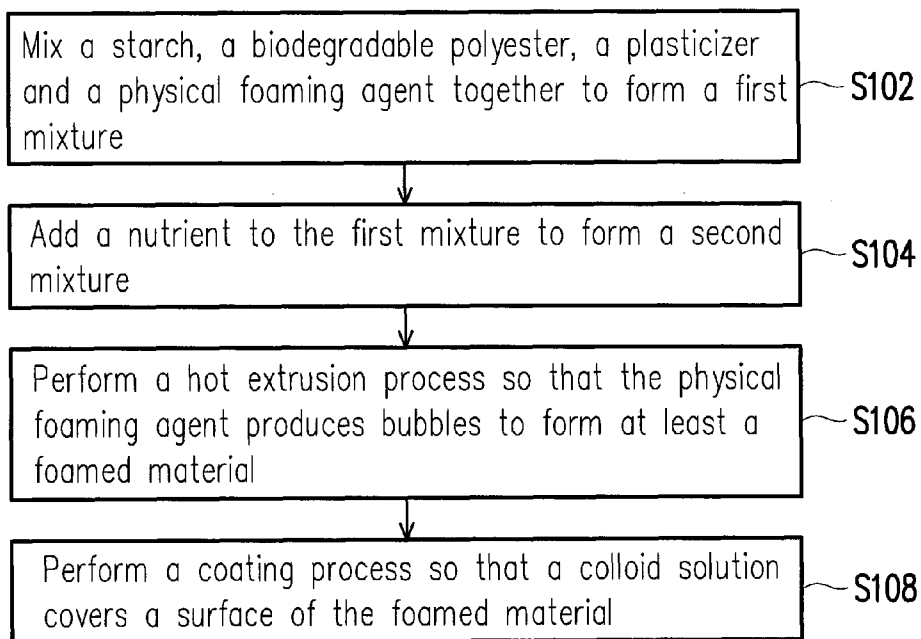 Mix a starch, a biodegradable polyester, a plasticizer
and a physical foaming agent together to form a first
mixture
S102
Add a nutrient to the first mixture to form a second
mixture
S104
Perform a hot extrusion process so that the physical
foaming agent produces bubbles to form at least a
foamed material
S106
Perform a coating process so that a colloid solution
covers a surface of the foamed material
S108